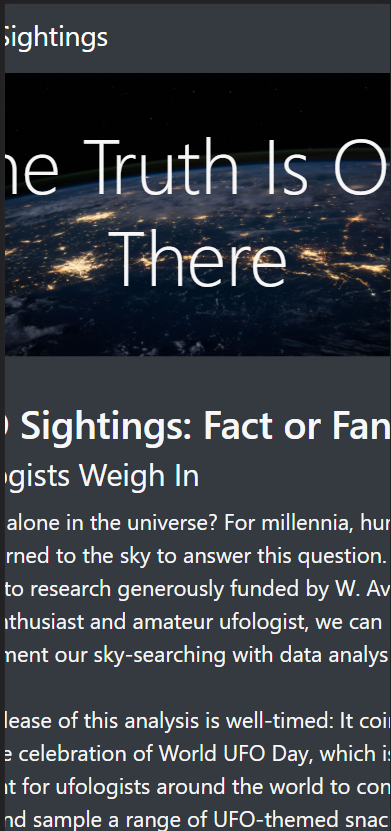 Sightings
he Truth Is O
There
Sightings: Fact or Fan
ogists Weigh In
alone in the universe? For millennia, hu
rned to the sky to answer this question.
to research generously funded by W. Av
nthusiast and amateur ufologist, we can
ment our sky-searching with data analys
lease of this analysis is well-timed: It coi
e celebration of World UFO Day, which is
nt for ufologists around the world to con
nd sample a range of UFO-themed snac